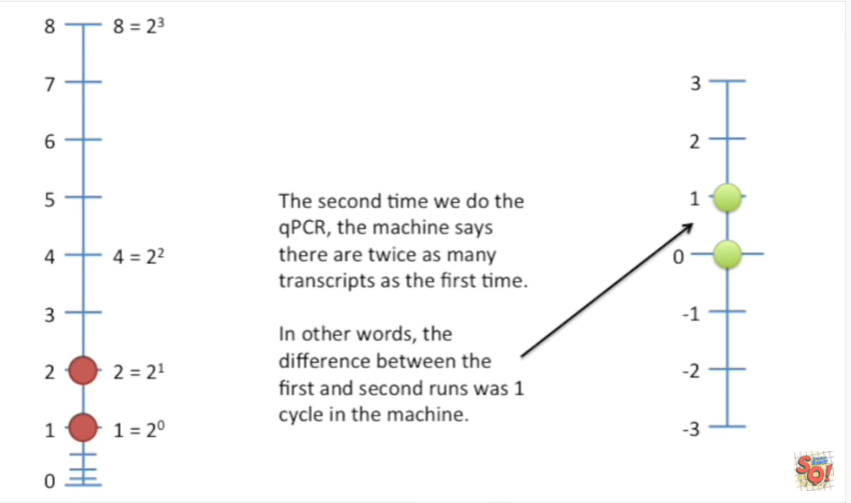 8
8 = 2³
7
6
5
4
4 = 2²
3
2
2 = 2¹
1
1 = 2⁰
0
The second time we do the
qPCR, the machine says
there are twice as many
transcripts as the first time.
In other words, the
difference between the
first and second runs was 1
cycle in the machine.
3
2
1
0
-1
-2
-3
SQ!